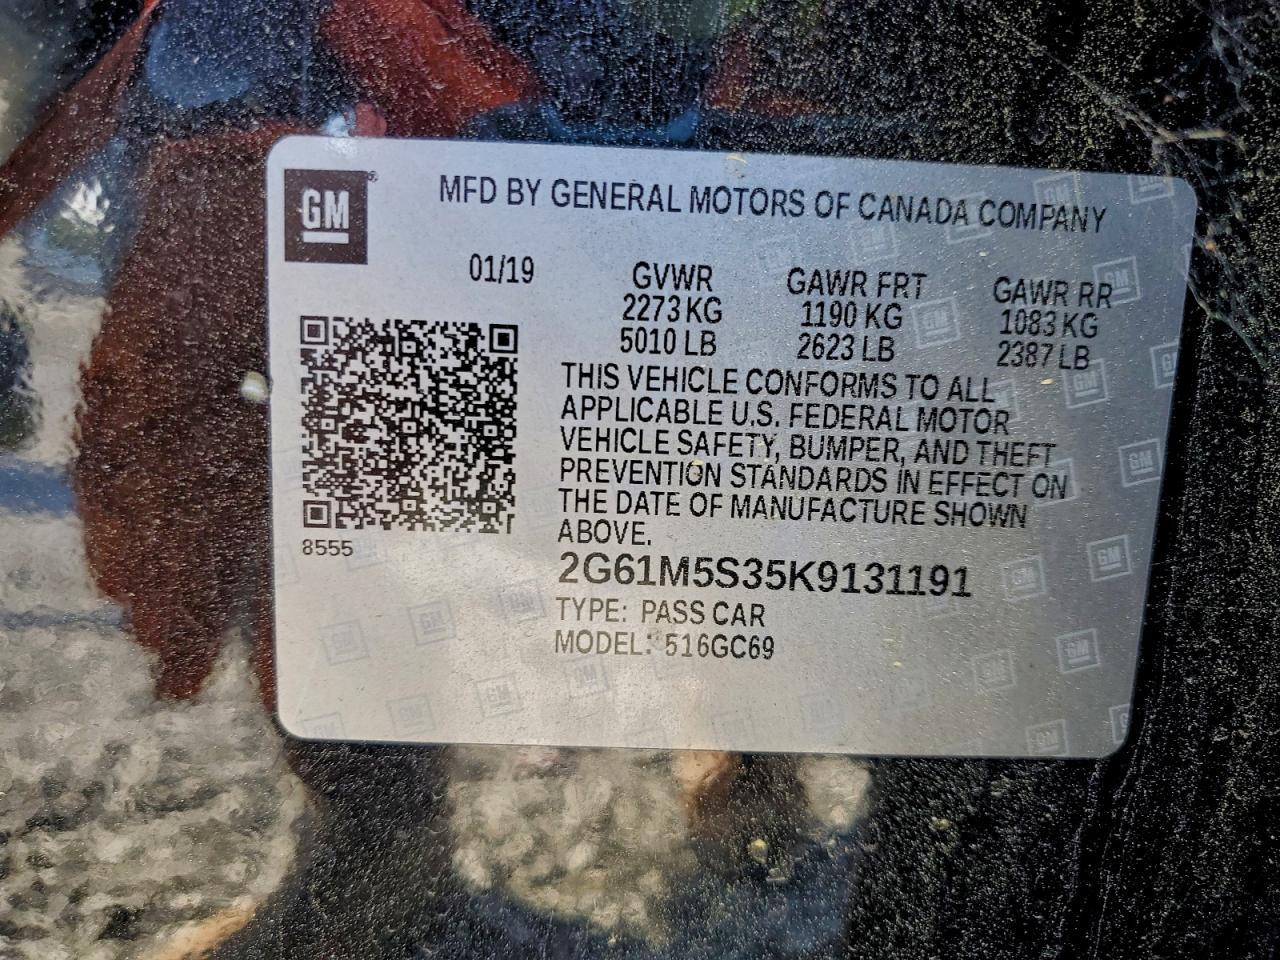 GM
MFD BY GENERAL MOTORS OF CANADA COMPANY
01/19
GVWR GAWR FRT GAWR RR
2273 KG 1190 KG 1083 KG
5010 LB 2623 LB 2387 LB
THIS VEHICLE CONFORMS TO ALL
APPLICABLE U.S. FEDERAL MOTOR
VEHICLE SAFETY, BUMPER, AND THEFT
PREVENTION STANDARDS IN EFFECT ON
THE DATE OF MANUFACTURE SHOWN
ABOVE.
8555
2G61M5S35K9131191
TYPE: PASS CAR
MODEL: 516GC69